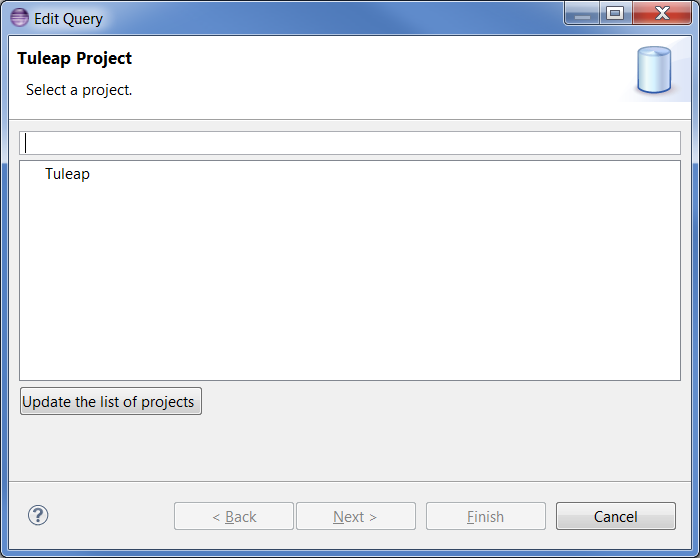 Edit Query
Tuleap Project
Select a project.
Tuleap
Update the list of projects
?
< Back
Next >
Finish
Cancel